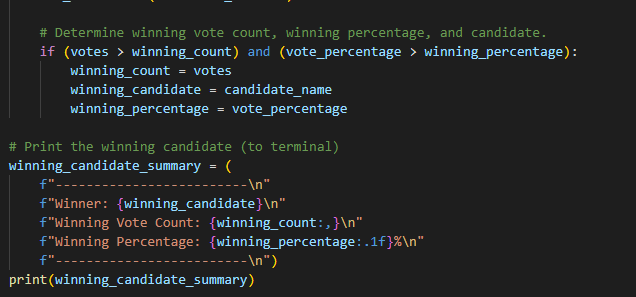 # Determine winning vote count, winning percentage, and candidate.
if (votes > winning_count) and (vote_percentage > winning_percentage):
winning_count = votes
winning_candidate = candidate_name
winning_percentage = vote_percentage
# Print the winning candidate (to terminal)
winning_candidate_summary = (
f"-------------------------\n"
f"Winner: {winning_candidate}\n"
f"Winning Vote Count: {winning_count:,}\n"
f"Winning Percentage: {winning_percentage:.1f}%\n"
f"-------------------------\n")
print(winning_candidate_summary)